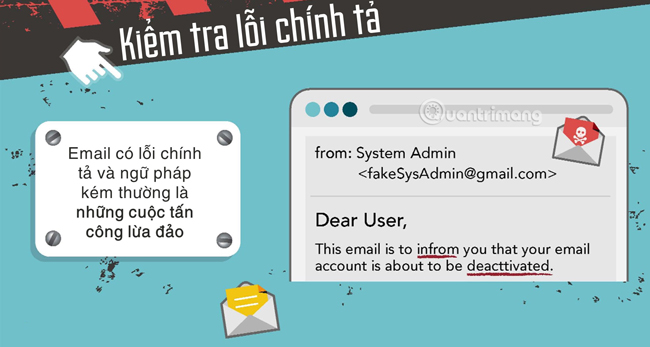 Kiểm tra lỗi chính tả
Email có lỗi chính
tả và ngữ pháp
kém thường là
những cuộc tấn
công lừa đảo
Quantrimang
from: System Admin
<fakeSysAdmin@gmail.com>
Dear User,
This email is to infrom you that your email
account is about to be deacttivated.